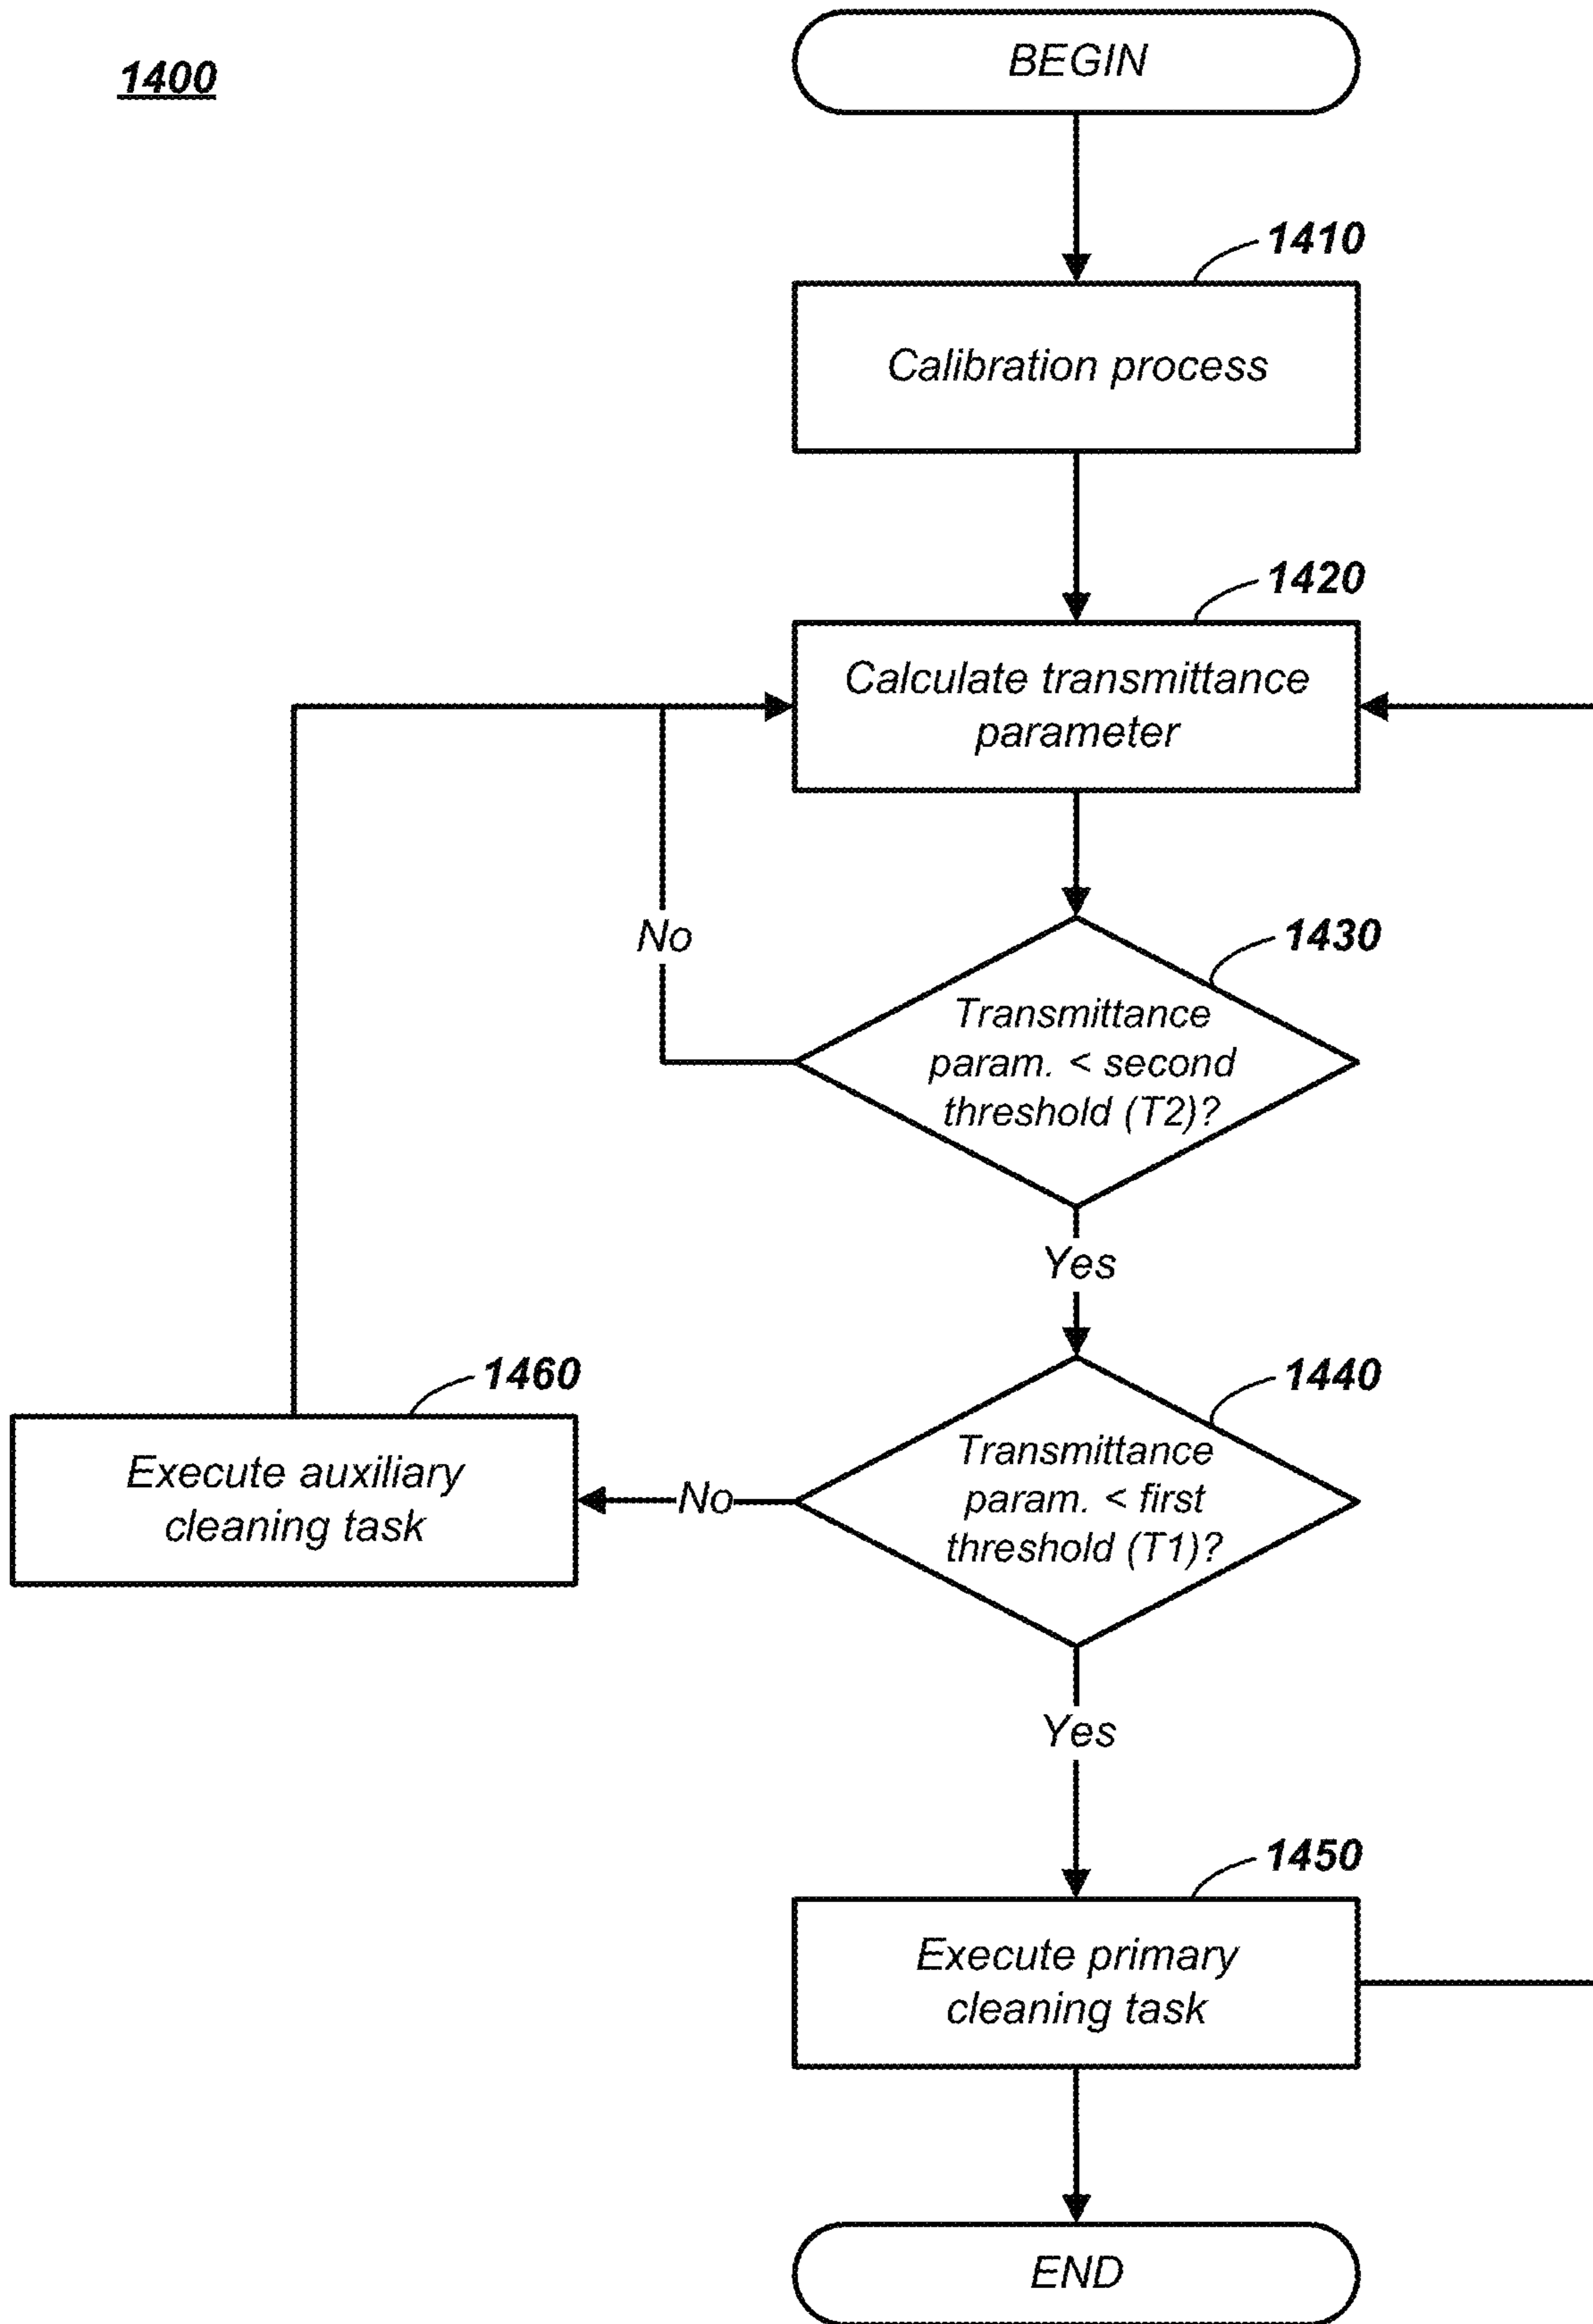 1400
BEGIN
1410
Calibration process
1420
Calculate transmittance
parameter
No
1430
Transmittance
param. < second
threshold (T2)?
Yes
1460
Execute auxiliary
cleaning task
No
1440
Transmittance
param. < first
threshold (T1)?
Yes
1450
Execute primary
cleaning task
END